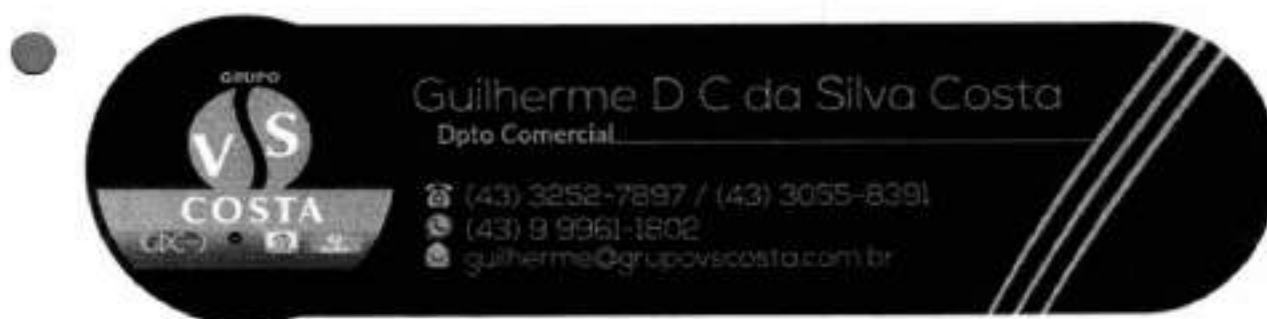 GRUPO
VS
COSTA
Guilherme D C da Silva Costa
Dpto Comercial
(43) 3252-7897 / (43) 3055-8391
(43) 9 9961-1802
guilherme@grupovscosta.com.br